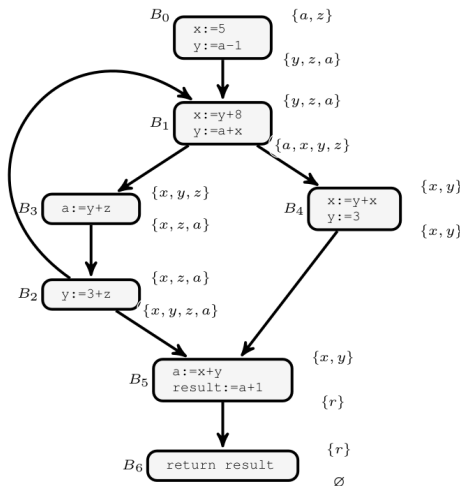 B0 {a, z}
x:=5
y:=a−1
{y, z, a}
{y, z, a}
B1
x:=y+8
y:=a+x
{a, x, y, z}
{x, y, z}
B3 a:=y+z
{x, z, a}
{x, y}
B4
x:=y+x
y:=3
{x, y}
{x, z, a}
B2 y:=3+z
{x, y, z, a}
{x, y}
B5
a:=x+y
result:=a+1
{r}
{r}
B6 return result
∅